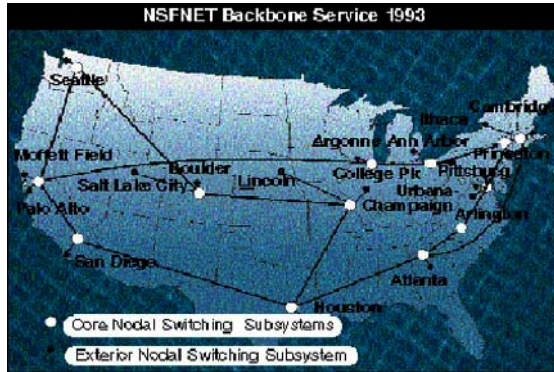 NSFNET Backbone Service 1993
Seattle
Cambridge
Ithaca
Argonne Ann Arbor
Moffett Field
Boulder
Princeton
Salt Lake City
Lincoln
College Pk
Pittsburg
Urbana
Palo Alto
Champaign
Arlington
San Diego
Atlanta
Houston
Core Nodal Switching Subsystems
Exterior Nodal Switching Subsystem